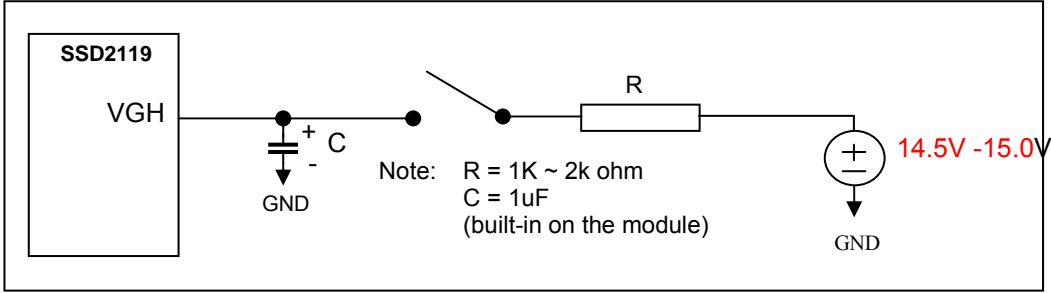 SSD2119
VGH
R
+
C
-
GND
14.5V -15.0V
Note: R = 1K ~ 2k ohm
C = 1uF
(built-in on the module)
GND